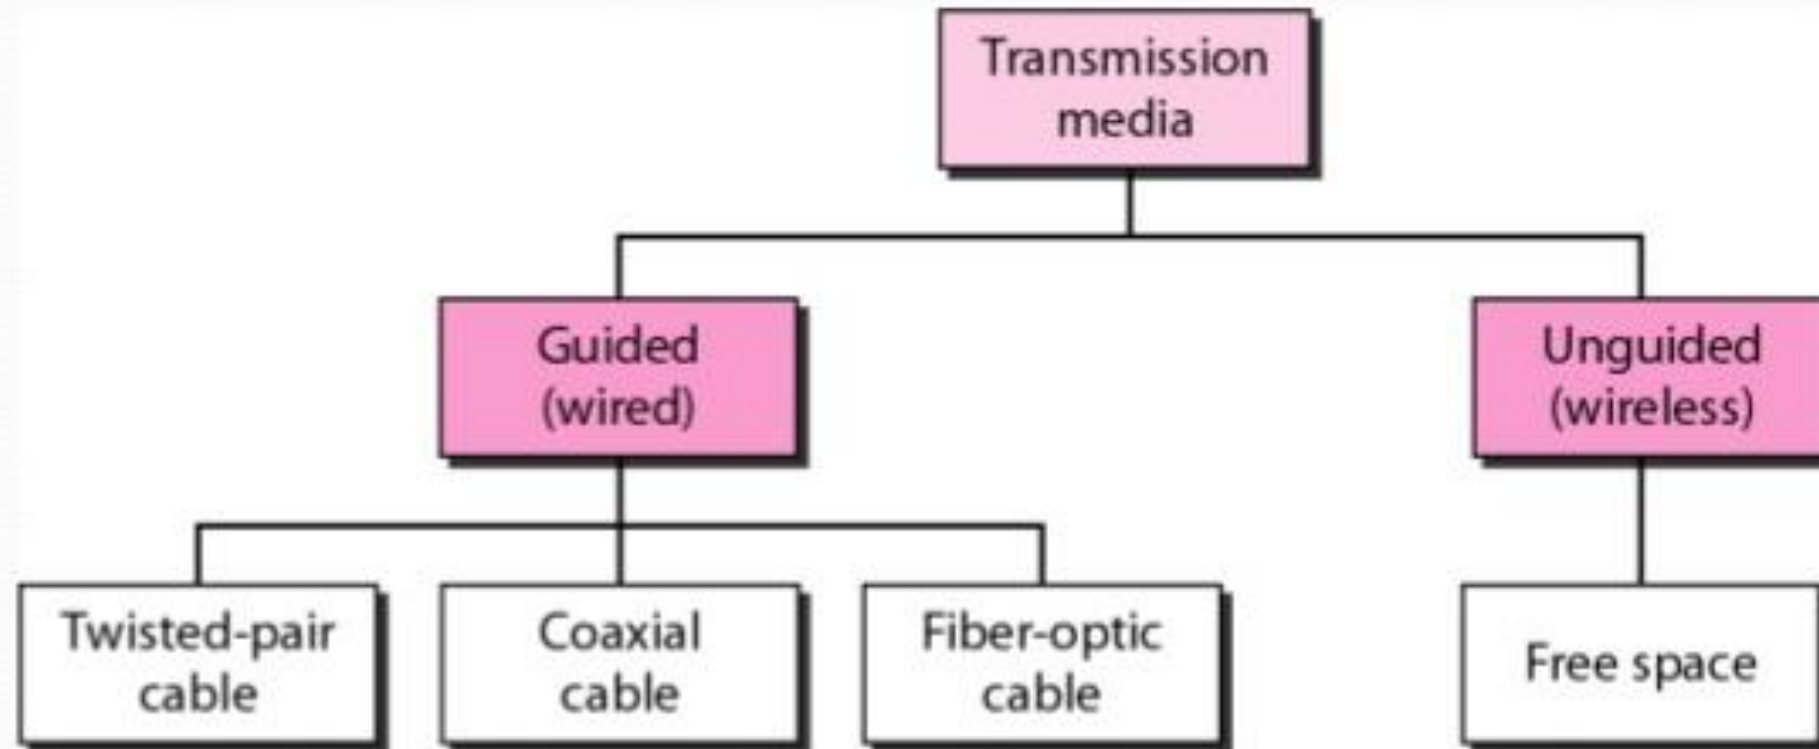 Transmission
media
Guided
(wired)
Unguided
(wireless)
Twisted-pair
cable
Coaxial
cable
Fiber-optic
cable
Free space